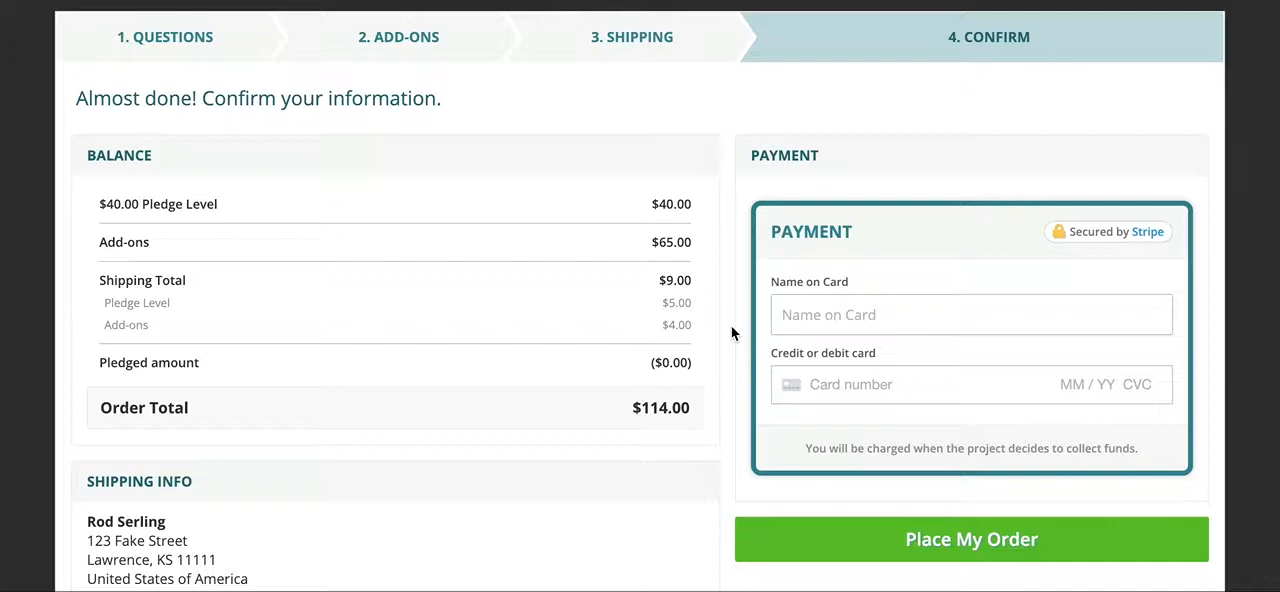 1. QUESTIONS 2. ADD-ONS 3. SHIPPING 4. CONFIRM
Almost done! Confirm your information.
BALANCE
$40.00 Pledge Level $40.00
Add-ons $65.00
Shipping Total $9.00
Pledge Level $5.00
Add-ons $4.00
Pledged amount ($0.00)
Order Total $114.00
SHIPPING INFO
Rod Serling
123 Fake Street
Lawrence, KS 11111
United States of America
PAYMENT
PAYMENT Secured by Stripe
Name on Card
Name on Card
Credit or debit card
Card number MM / YY CVC
You will be charged when the project decides to collect funds.
Place My Order